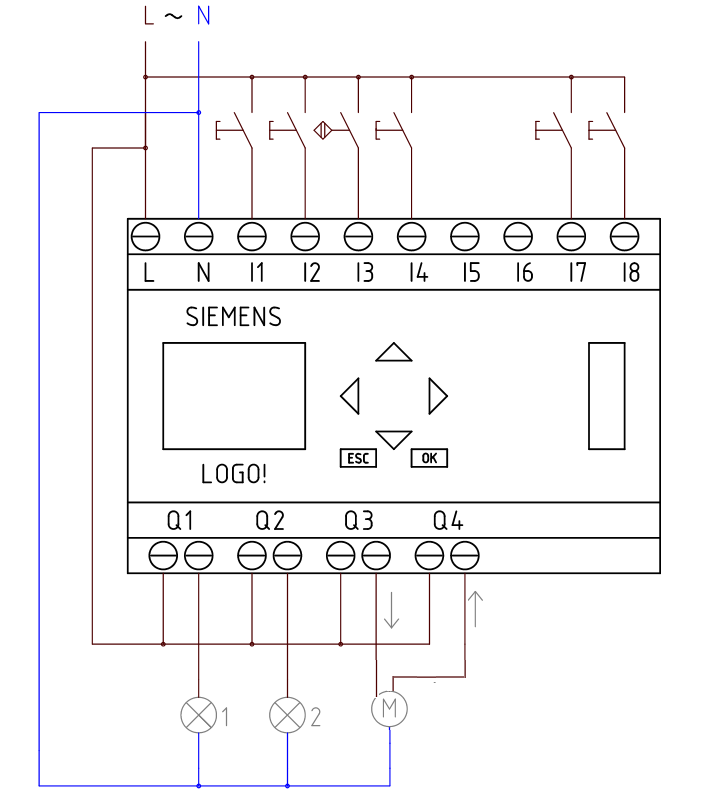 L ~ N
L N I1 I2 I3 I4 I5 I6 I7 I8
SIEMENS
ESC OK
LOGO!
Q1 Q2 Q3 Q4
1 2 M